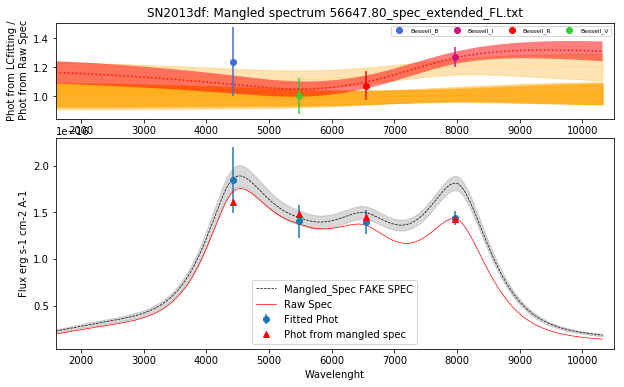 SN2013df: Mangled spectrum 56647.80_spec_extended_FL.txt
Phot from LCfitting /
Phot from Raw Spec
1.4
1.2
1.0
Bessell_B
Bessell_I
Bessell_R
Bessell_V
2000 3000 4000 5000 6000 7000 8000 9000 10000
1e−16
Flux erg s-1 cm-2 A-1
2.0
1.5
1.0
0.5
Mangled_Spec FAKE SPEC
Raw Spec
Fitted Phot
Phot from mangled spec
2000 3000 4000 5000 6000 7000 8000 9000 10000
Wavelenght